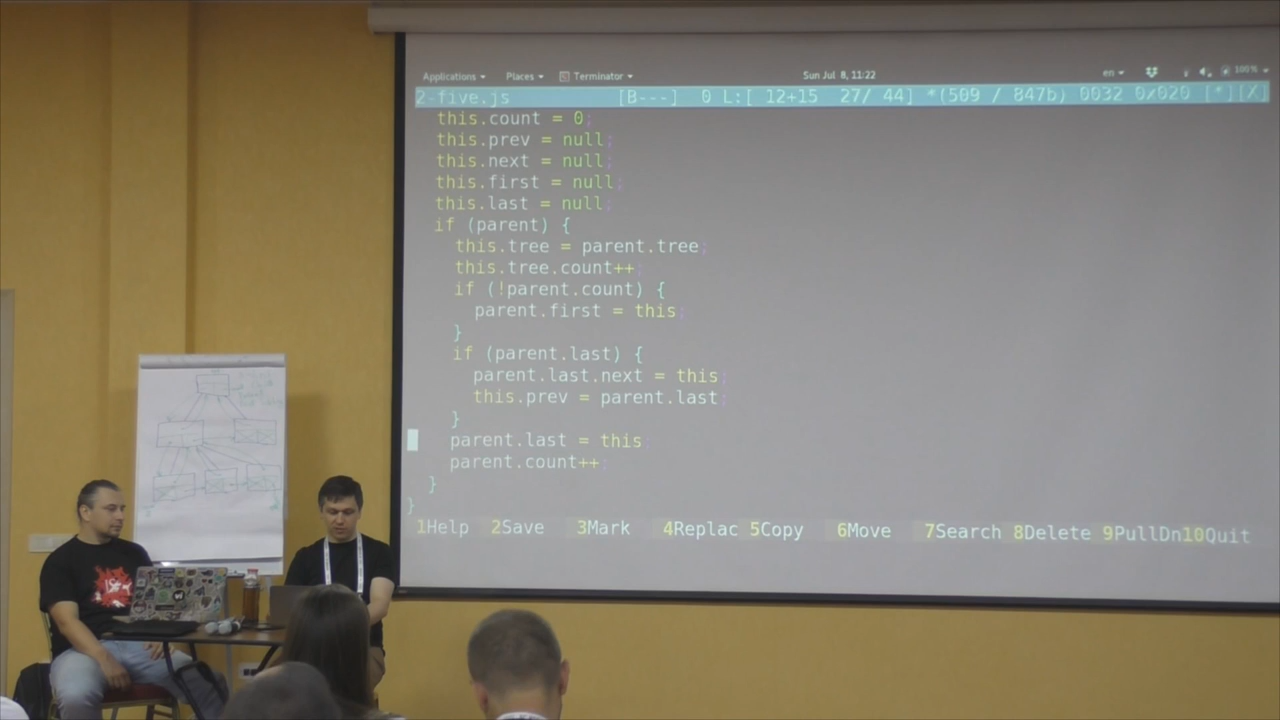 Applications Places Terminator Sun Jul 8, 11:22 en 100%
2-five.js [B---] 0 L:[ 12+15 27/ 44] *(509 / 847b) 0032 0x020 [*][X]
this.count = 0;
this.prev = null;
this.next = null;
this.first = null;
this.last = null;
if (parent) {
this.tree = parent.tree;
this.tree.count++;
if (!parent.count) {
parent.first = this;
}
if (parent.last) {
parent.last.next = this;
this.prev = parent.last;
}
parent.last = this;
parent.count++;
}
}
1Help 2Save 3Mark 4Replac 5Copy 6Move 7Search 8Delete 9PullDn10Quit